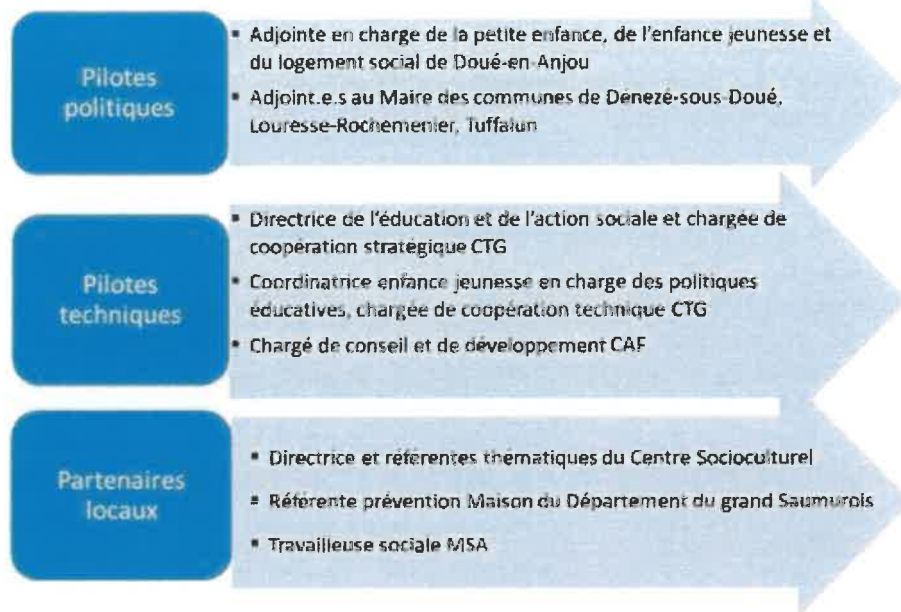 Pilotes
politiques
▪ Adjointe en charge de la petite enfance, de l'enfance jeunesse et
du logement social de Doué-en-Anjou
▪ Adjoint.e.s au Maire des communes de Dénezé-sous-Doué,
Louresse-Rochemenier, Tuffalun
Pilotes
techniques
▪ Directrice de l'éducation et de l'action sociale et chargée de
coopération stratégique CTG
▪ Coordinatrice enfance jeunesse en charge des politiques
éducatives, chargée de coopération technique CTG
▪ Chargé de conseil et de développement CAF
Partenaires
locaux
▪ Directrice et référentes thématiques du Centre Socioculturel
▪ Référente prévention Maison du Département du grand Saumurois
▪ Travailleuse sociale MSA